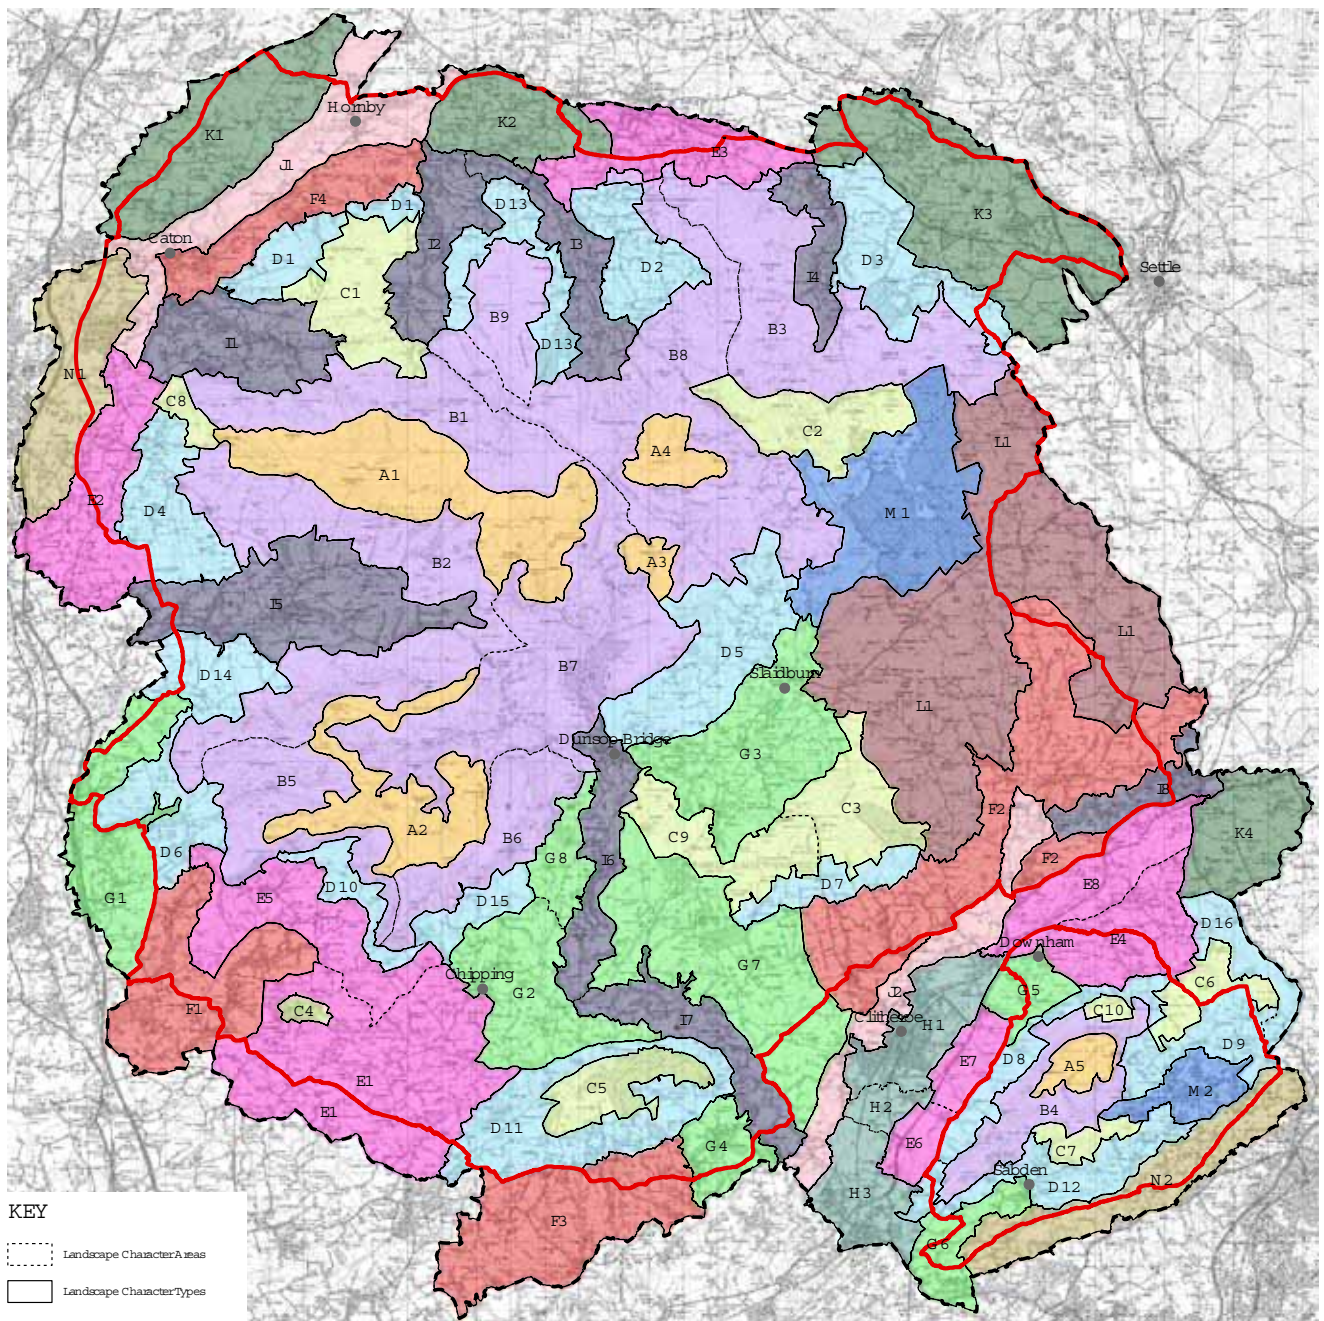 Hornby
K1
K2
E3
J1
F4
K3
D1
D13
Caton
I2
I3
D1
D2
I4
D3
Settle
C1
B9
B3
I1
D13
B8
N1
C8
B1
C2
L1
A1
A4
E2
D4
M1
B2
A3
I5
L1
D14
B7
D5
Slaidburn
L1
Dunsop Bridge
G3
B5
I8
C3
F2
A2
B6
C9
K4
D6
G8
I6
F2
E5
D10
D7
E8
G1
D15
D16
Downham
E4
Chipping
G7
C6
G2
J2
G5
F1
C4
I7
Clitheroe
H1
C10
D8
D9
E7
A5
E1
C5
M2
E1
H2
B4
D11
G4
E6
C7
Sabden
D12
N2
H3
F3
G6
KEY
Landscape Character Areas
Landscape Character Types